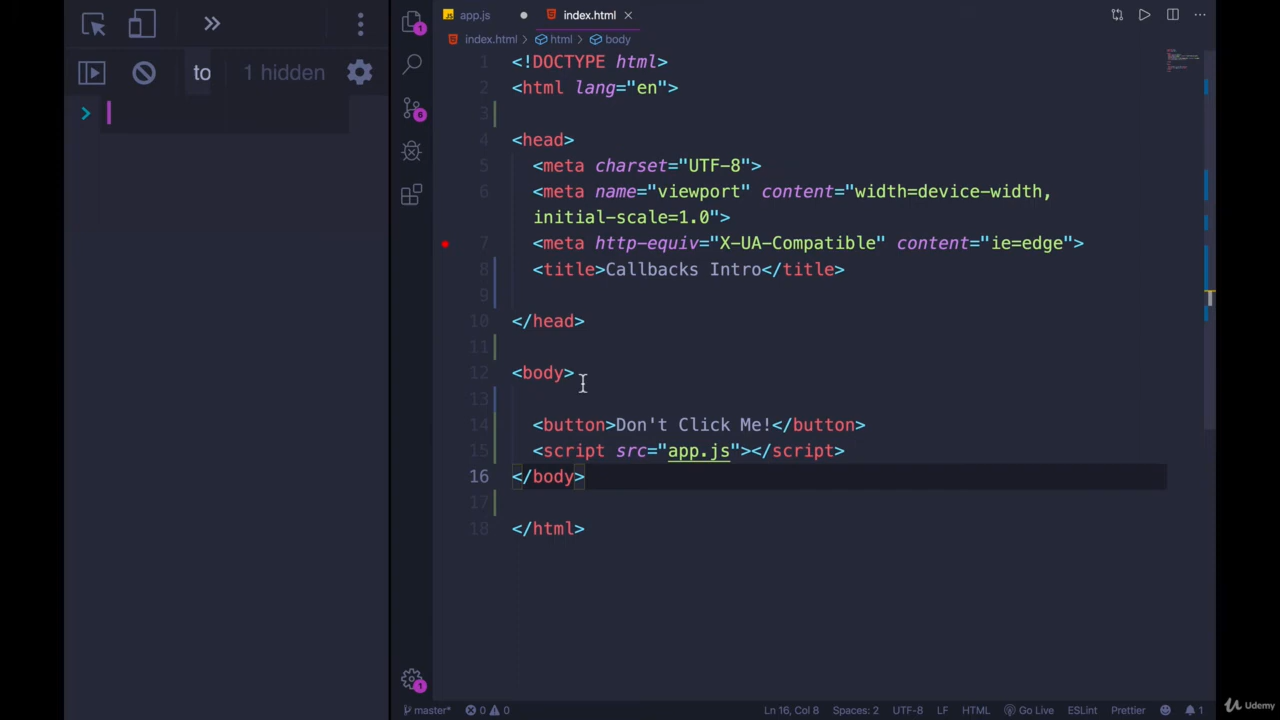 to
1 hidden
>
app.js
index.html
index.html
html
body
1
1 <!DOCTYPE html>
2 <html lang="en">
3
4 <head>
5 <meta charset="UTF-8">
6 <meta name="viewport" content="width=device-width,
initial-scale=1.0">
7 <meta http-equiv="X-UA-Compatible" content="ie=edge">
8 <title>Callbacks Intro</title>
9
10 </head>
11
12 <body>
13
14 <button>Don't Click Me!</button>
15 <script src="app.js"></script>
16 </body>
17
18 </html>
6
1
master*
0
0
Ln 16, Col 8
Spaces: 2
UTF-8
LF
HTML
Go Live
ESLint
Prettier
1
Udemy